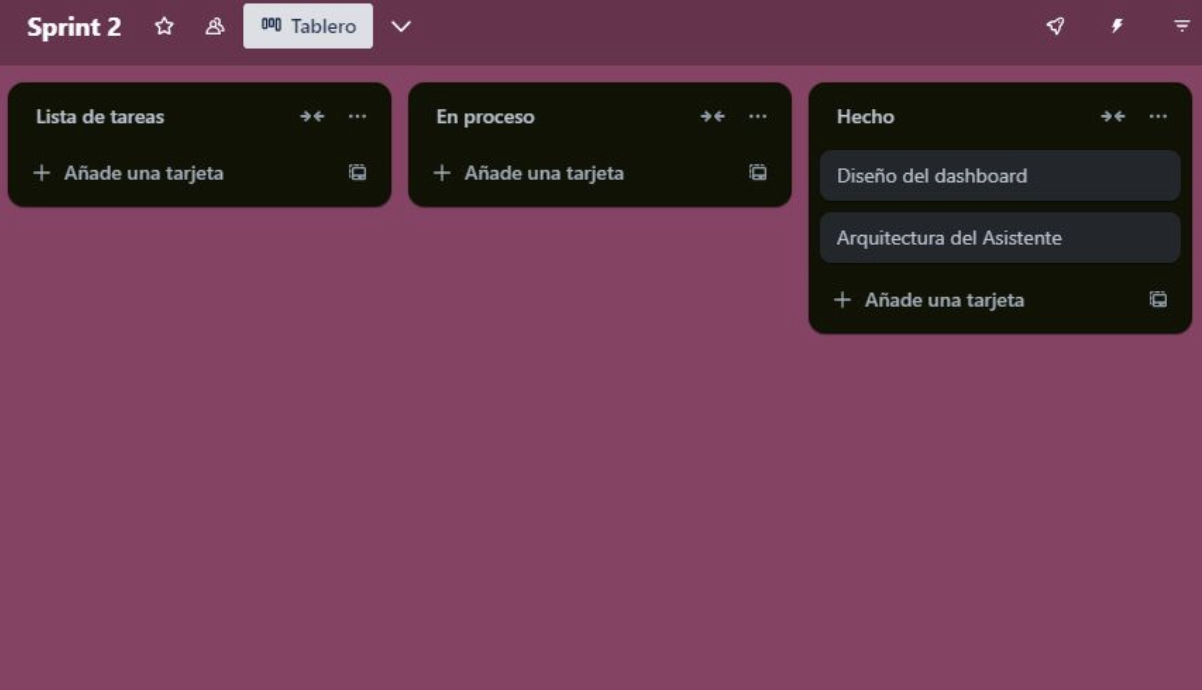 Sprint 2
Tablero
Lista de tareas
Añade una tarjeta
En proceso
Añade una tarjeta
Hecho
Diseño del dashboard
Arquitectura del Asistente
Añade una tarjeta